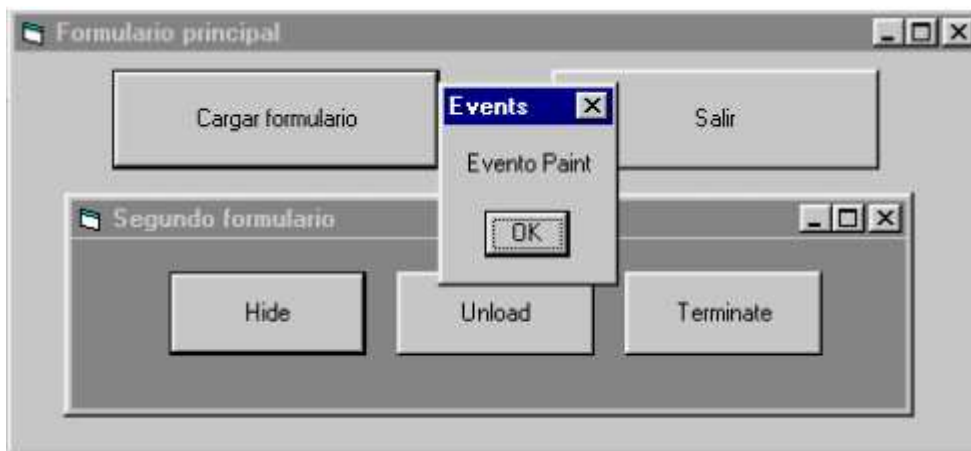 Formulario principal
Cargar formulario
Salir
Events
Evento Paint
OK
Segundo formulario
Hide
Unload
Terminate